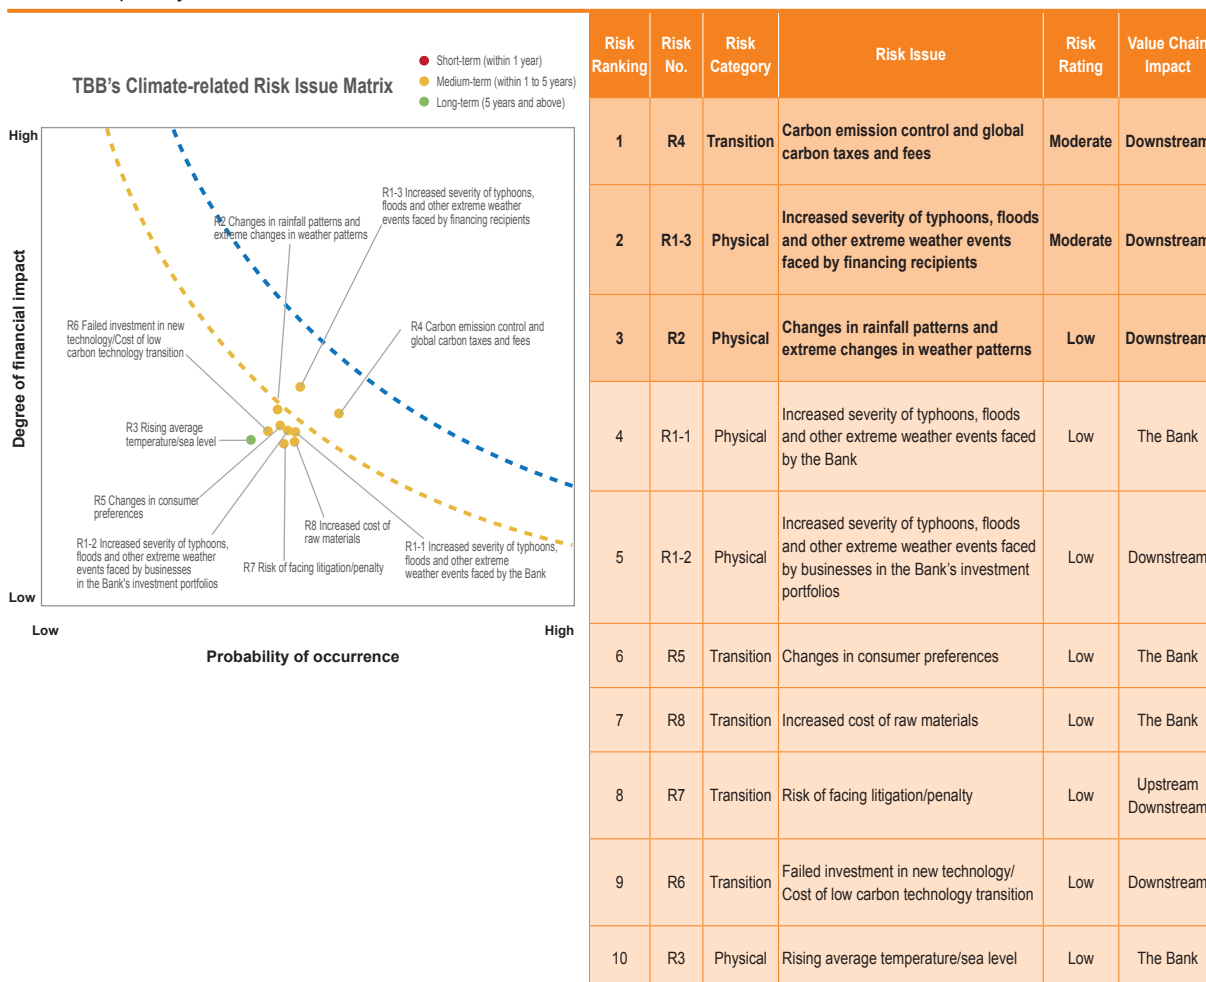 TBB's Climate-related Risk Issue Matrix
Short-term (within 1 year)
Medium-term (within 1 to 5 years)
Long-term (5 years and above)
High
Degree of financial impact
Low
Low
High
Probability of occurrence
R1-3 Increased severity of typhoons,
floods and other extreme weather
events faced by financing recipients
R2 Changes in rainfall patterns and
extreme changes in weather patterns
R6 Failed investment in new
technology/Cost of low
carbon technology transition
R4 Carbon emission control and
global carbon taxes and fees
R3 Rising average
temperature/sea level
R5 Changes in consumer
preferences
R8 Increased cost of
raw materials
R1-2 Increased severity of typhoons,
floods and other extreme weather
events faced by businesses
in the Bank's investment portfolios
R7 Risk of facing litigation/penalty
R1-1 Increased severity of typhoons,
floods and other extreme
weather events faced by the Bank
Risk Ranking Risk No. Risk Category Risk Issue Risk Rating Value Chain Impact
1 R4 Transition Carbon emission control and global
carbon taxes and fees Moderate Downstream
2 R1-3 Physical Increased severity of typhoons, floods
and other extreme weather events
faced by financing recipients Moderate Downstream
3 R2 Physical Changes in rainfall patterns and
extreme changes in weather patterns Low Downstream
4 R1-1 Physical Increased severity of typhoons, floods
and other extreme weather events faced
by the Bank Low The Bank
5 R1-2 Physical Increased severity of typhoons, floods
and other extreme weather events faced
by businesses in the Bank's investment
portfolios Low Downstream
6 R5 Transition Changes in consumer preferences Low The Bank
7 R8 Transition Increased cost of raw materials Low The Bank
8 R7 Transition Risk of facing litigation/penalty Low Upstream
Downstream
9 R6 Transition Failed investment in new technology/
Cost of low carbon technology transition Low Downstream
10 R3 Physical Rising average temperature/sea level Low The Bank